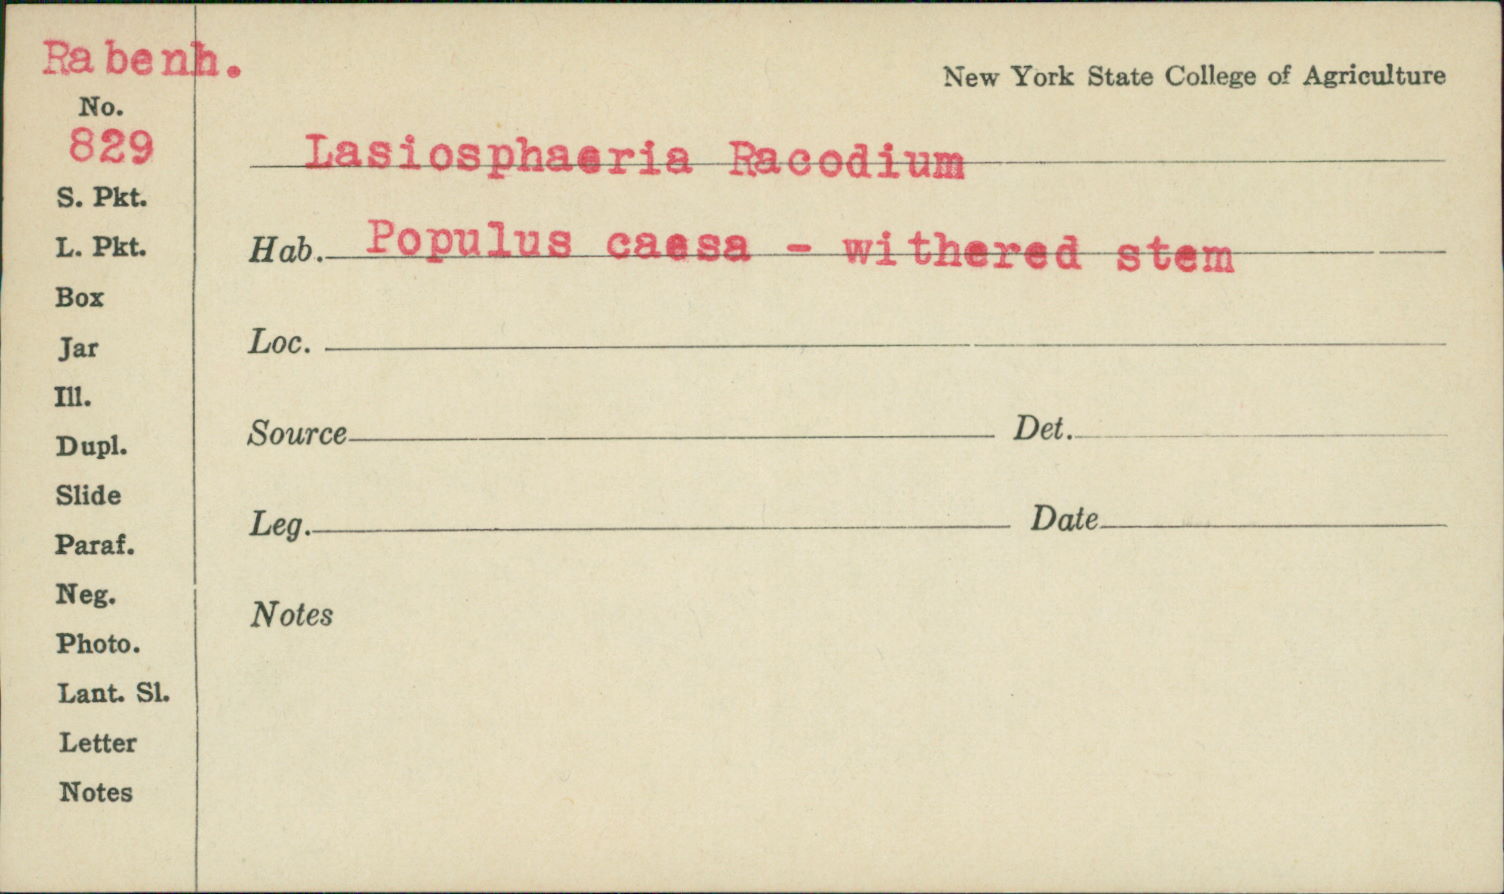 Rabenh.
New York State College of Agriculture
No.
829
Lasiosphaeria Racodium
S. Pkt.
L. Pkt.
Hab. Populus caesa - withered stem
Box
Jar
Loc.
Ill.
Dupl.
Source Det.
Slide
Leg. Date
Paraf.
Neg.
Notes
Photo.
Lant. Sl.
Letter
Notes